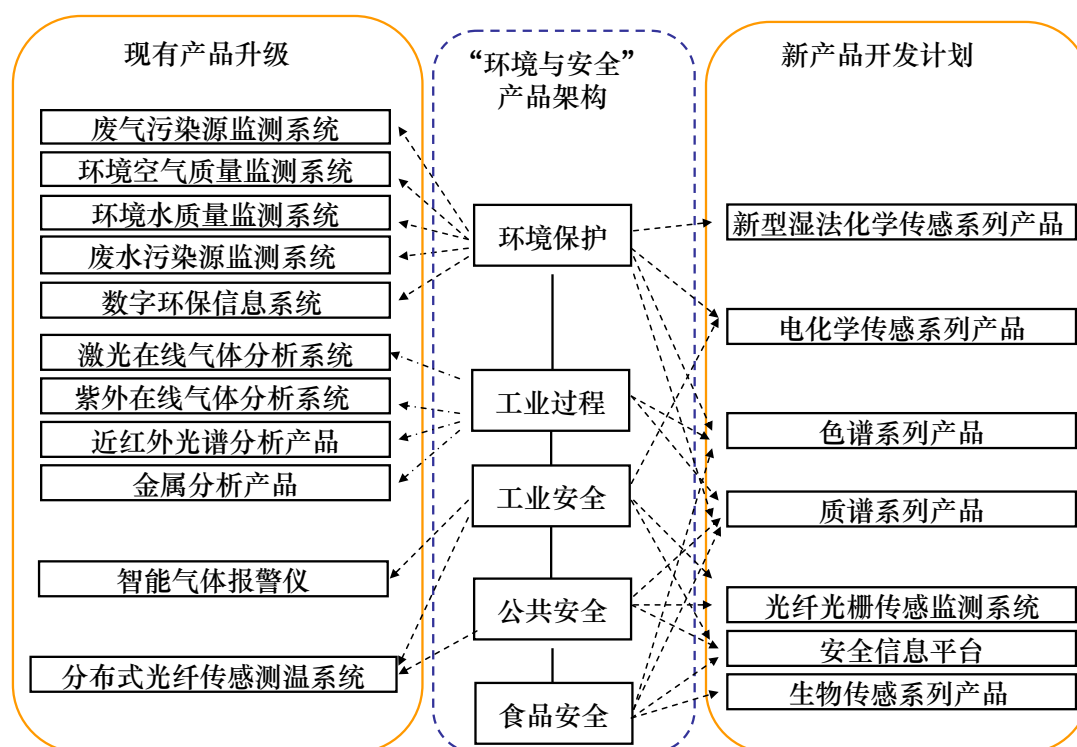 现有产品升级
废气污染源监测系统
环境空气质量监测系统
环境水质量监测系统
废水污染源监测系统
数字环保信息系统
激光在线气体分析系统
紫外在线气体分析系统
近红外光谱分析产品
金属分析产品
智能气体报警仪
分布式光纤传感测温系统
“环境与安全”
产品架构
环境保护
工业过程
工业安全
公共安全
食品安全
新产品开发计划
新型湿法化学传感系列产品
电化学传感系列产品
色谱系列产品
质谱系列产品
光纤光栅传感监测系统
安全信息平台
生物传感系列产品